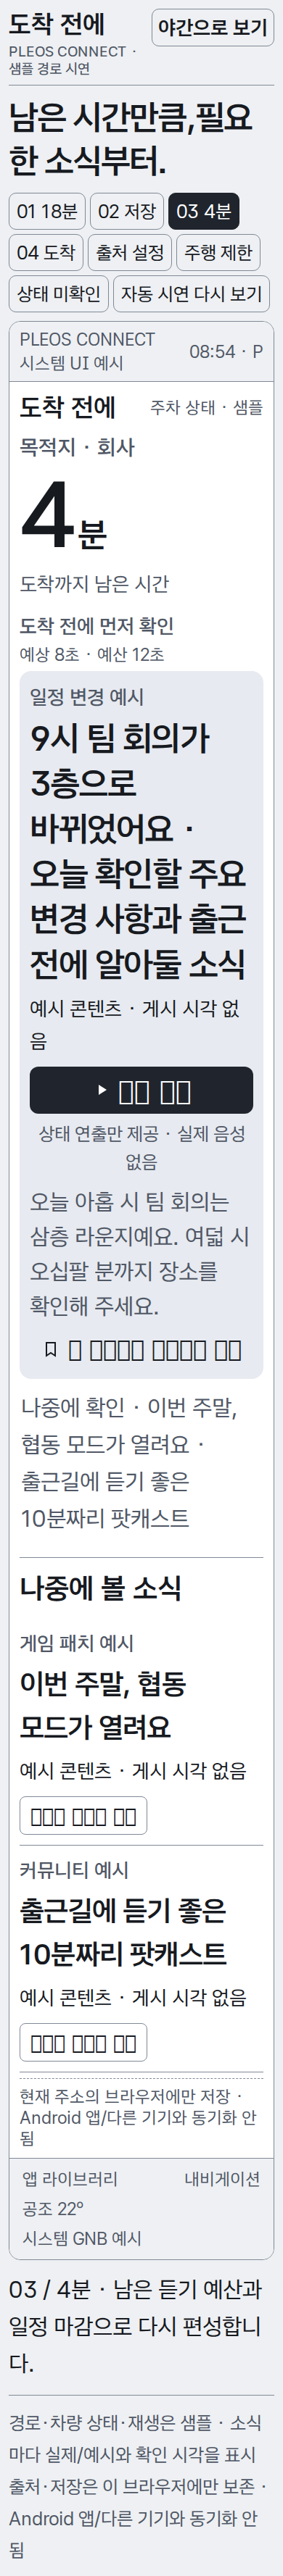 도착 전에
야간으로 보기
PLEOS CONNECT ·
샘플 경로 시연
남은 시간만큼,필요
한 소식부터.
01 18분
02 저장
03 4분
04 도착
출처 설정
주행 제한
상태 미확인
자동 시연 다시 보기
PLEOS CONNECT
시스템 UI 예시
08:54 · P
도착 전에
주차 상태 · 샘플
목적지 · 회사
4분
도착까지 남은 시간
도착 전에 먼저 확인
예상 8초 · 예산 12초
일정 변경 예시
9시 팀 회의가
3층으로
바뀌었어요 ·
오늘 확인할 주요
변경 사항과 출근
전에 알아둘 소식
예시 콘텐츠 · 게시 시각 없
음
상태 연출만 제공 · 실제 음성
없음
오늘 아홉 시 팀 회의는
삼층 라운지예요. 여덟 시
오십팔 분까지 장소를
확인해 주세요.
나중에 확인 · 이번 주말,
협동 모드가 열려요 ·
출근길에 듣기 좋은
10분짜리 팟캐스트
나중에 볼 소식
게임 패치 예시
이번 주말, 협동
모드가 열려요
예시 콘텐츠 · 게시 시각 없음
커뮤니티 예시
출근길에 듣기 좋은
10분짜리 팟캐스트
예시 콘텐츠 · 게시 시각 없음
현재 주소의 브라우저에만 저장 ·
Android 앱/다른 기기와 동기화 안
됨
앱 라이브러리
내비게이션
공조 22°
시스템 GNB 예시
03 / 4분 · 남은 듣기 예산과
일정 마감으로 다시 편성합니
다.
경로·차량 상태·재생은 샘플 · 소식
마다 실제/예시와 확인 시각을 표시
출처·저장은 이 브라우저에만 보존 ·
Android 앱/다른 기기와 동기화 안
됨